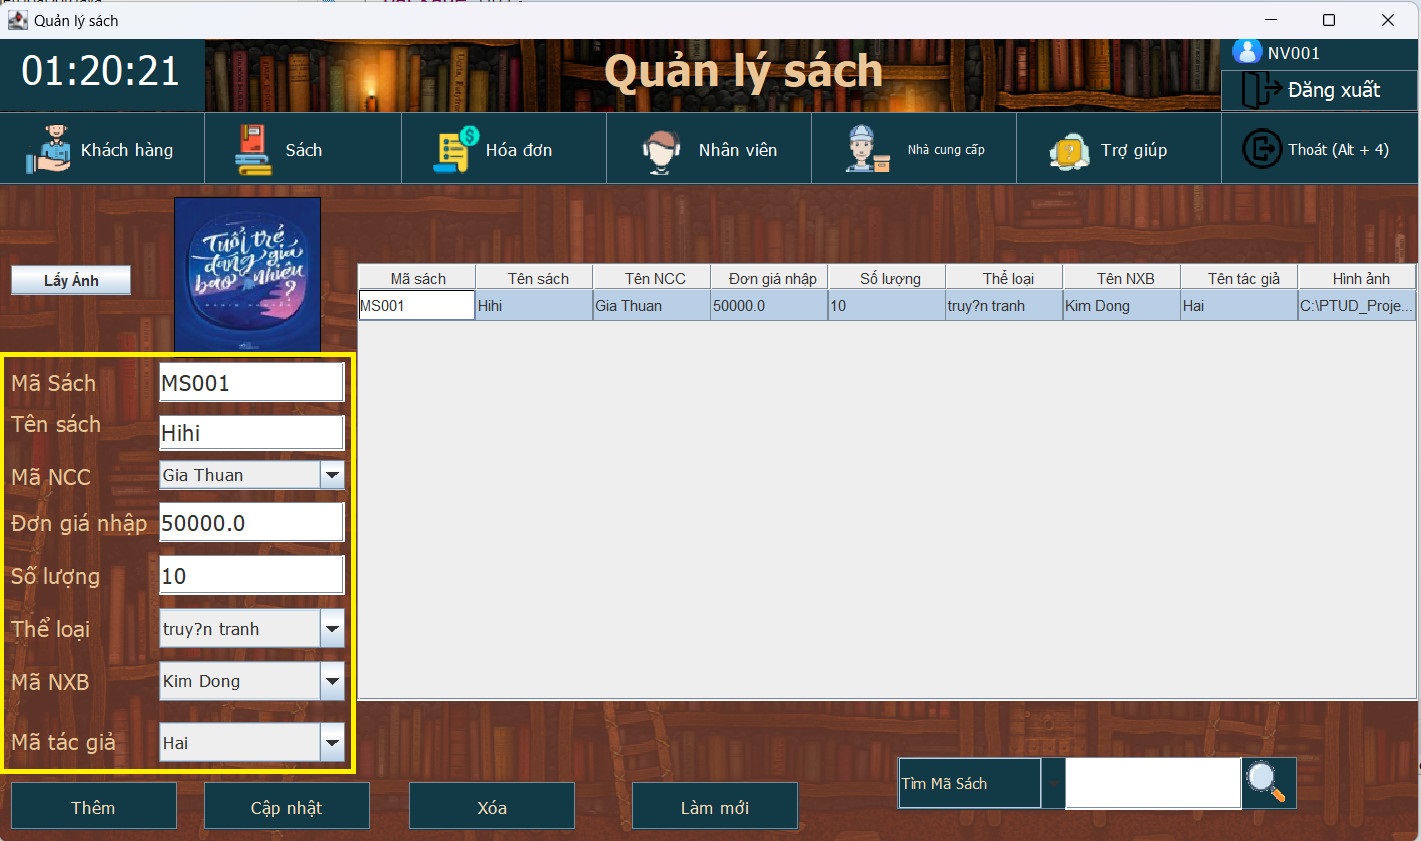 Quản lý sách
01:20:21
Quản lý sách
NV001
Đăng xuất
Khách hàng
Sách
Hóa đơn
Nhân viên
Nhà cung cấp
Trợ giúp
Thoát (Alt + 4)
Lấy Ảnh
Tuổi trẻ
đáng giá
bao nhiêu?
Mã sách Tên sách Tên NCC Đơn giá nhập Số lượng Thể loại Tên NXB Tên tác giả Hình ảnh
MS001 Hihi Gia Thuan 50000.0 10 truy?n tranh Kim Dong Hai C:\PTUD_Proje...
Mã Sách MS001
Tên sách Hihi
Mã NCC Gia Thuan
Đơn giá nhập 50000.0
Số lượng 10
Thể loại truy?n tranh
Mã NXB Kim Dong
Mã tác giả Hai
Tìm Mã Sách
Thêm
Cập nhật
Xóa
Làm mới